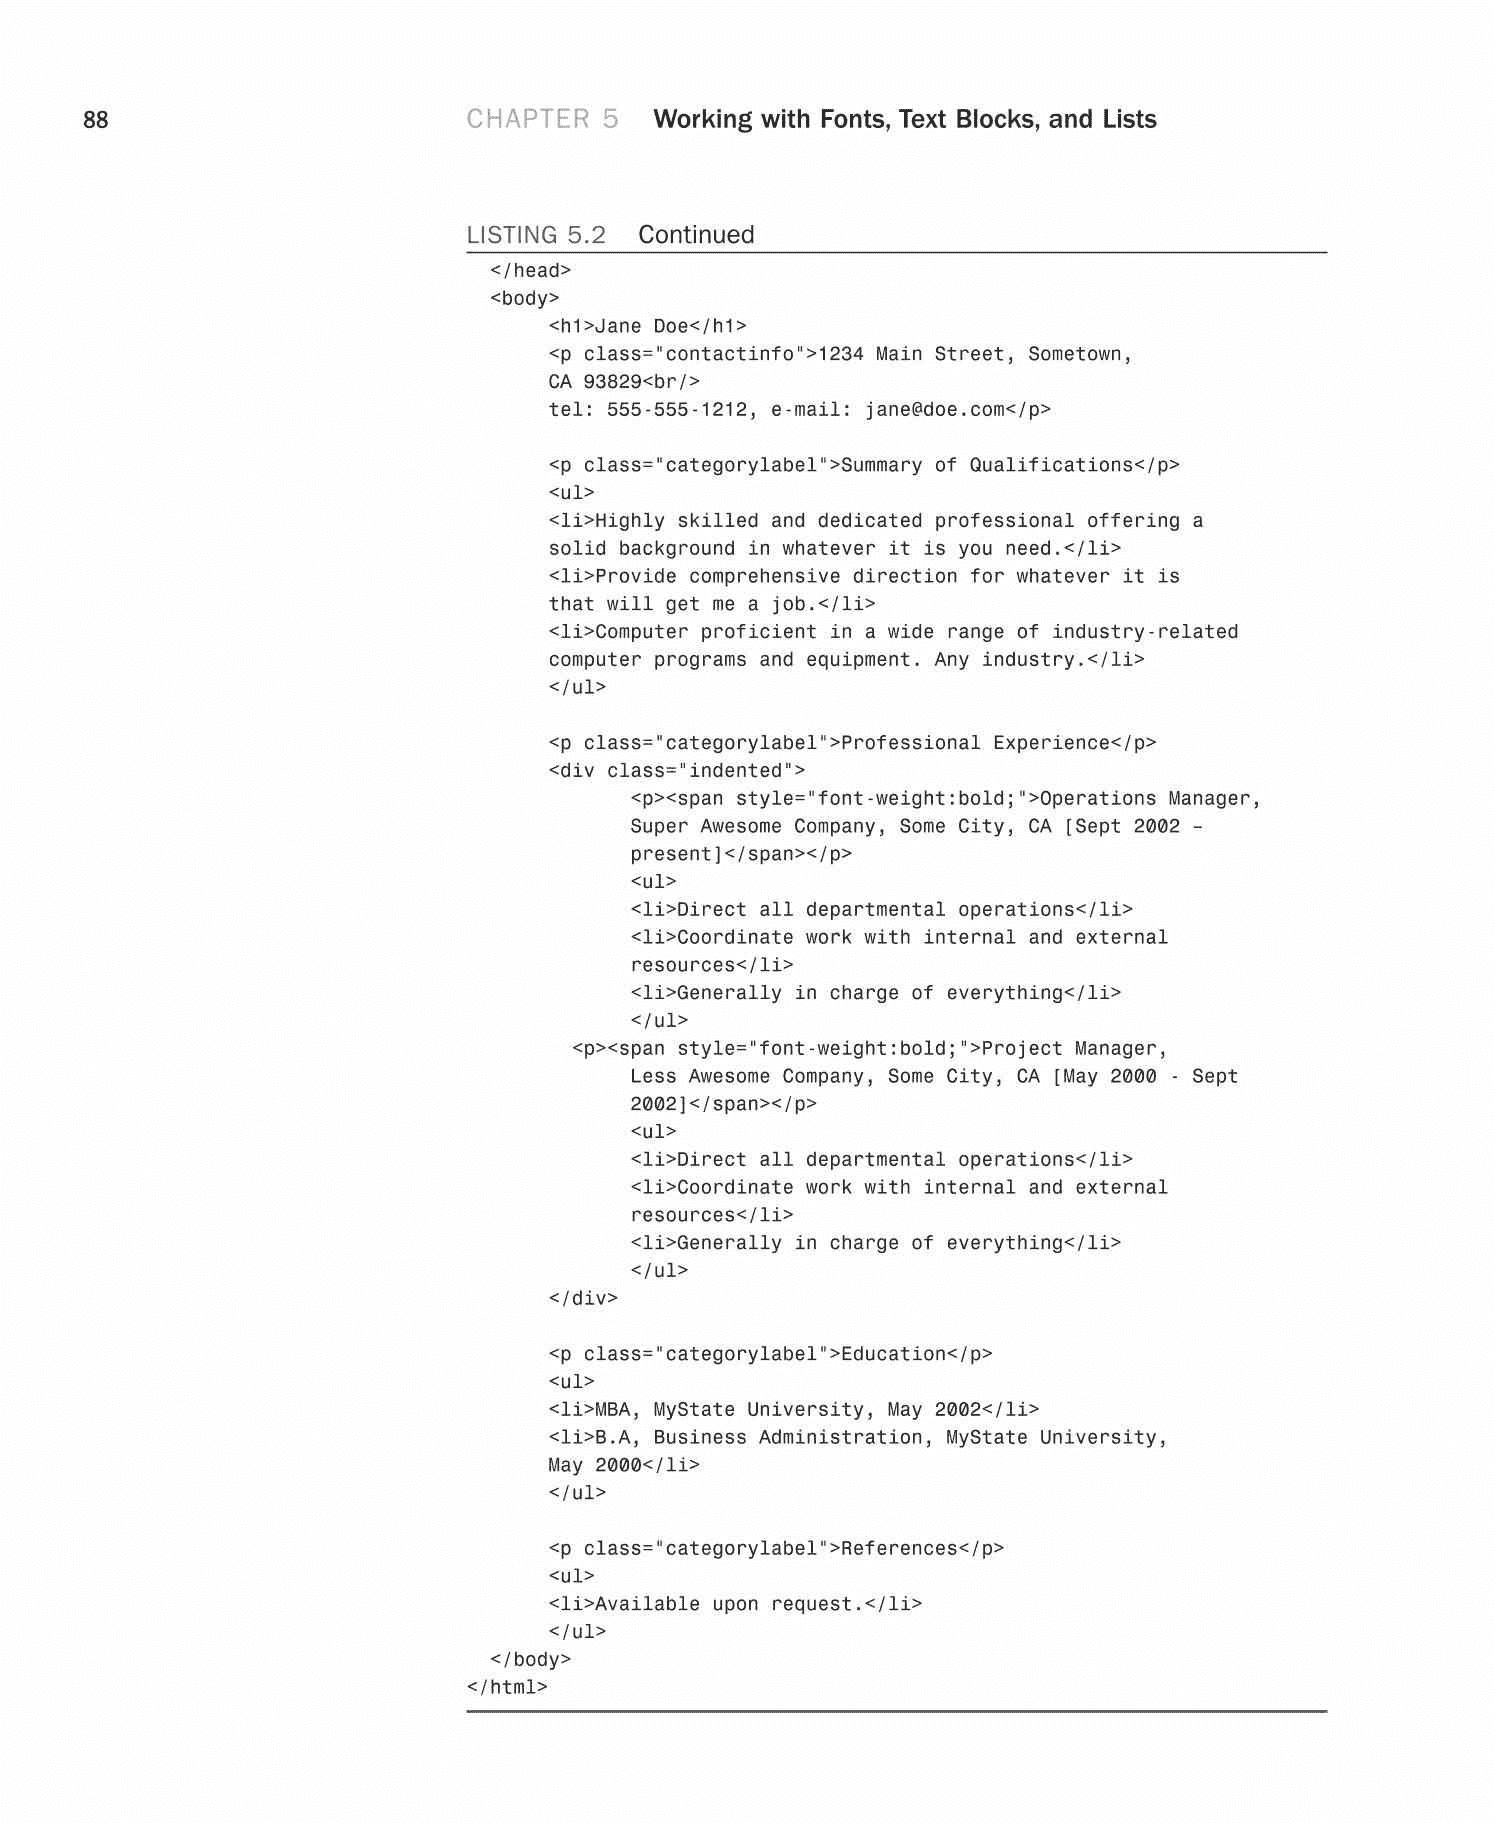 88
CHAPTER 5 Working with Fonts, Text Blocks, and Lists
LISTING 5.2 Continued
</head>
<body>
<h1>Jane Doe</h1>
<p class="contactinfo">1234 Main Street, Sometown,
CA 93829<br/>
tel: 555-555-1212, e-mail: jane@doe.com</p>
<p class="categorylabel">Summary of Qualifications</p>
<ul>
<li>Highly skilled and dedicated professional offering a
solid background in whatever it is you need.</li>
<li>Provide comprehensive direction for whatever it is
that will get me a job.</li>
<li>Computer proficient in a wide range of industry-related
computer programs and equipment. Any industry.</li>
</ul>
<p class="categorylabel">Professional Experience</p>
<div class="indented">
<p><span style="font-weight:bold;">Operations Manager,
Super Awesome Company, Some City, CA [Sept 2002 –
present]</span></p>
<ul>
<li>Direct all departmental operations</li>
<li>Coordinate work with internal and external
resources</li>
<li>Generally in charge of everything</li>
</ul>
<p><span style="font-weight:bold;">Project Manager,
Less Awesome Company, Some City, CA [May 2000 - Sept
2002]</span></p>
<ul>
<li>Direct all departmental operations</li>
<li>Coordinate work with internal and external
resources</li>
<li>Generally in charge of everything</li>
</ul>
</div>
<p class="categorylabel">Education</p>
<ul>
<li>MBA, MyState University, May 2002</li>
<li>B.A, Business Administration, MyState University,
May 2000</li>
</ul>
<p class="categorylabel">References</p>
<ul>
<li>Available upon request.</li>
</ul>
</body>
</html>